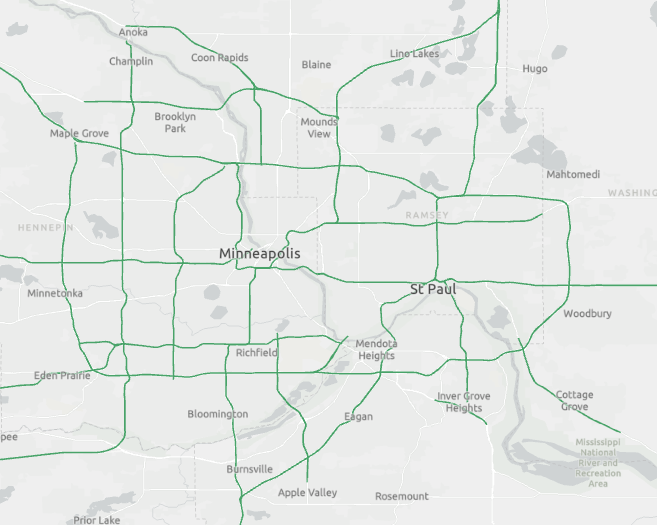 Anoka
Champlin
Coon Rapids
Blaine
Lino Lakes
Hugo
Brooklyn
Park
Mounds
View
Maple Grove
Mahtomedi
WASHING
RAMSEY
HENNEPIN
Minneapolis
Minnetonka
St Paul
Woodbury
Richfield
Mendota
Heights
Eden Prairie
Inver Grove
Heights
Cottage
Grove
Bloomington
Eagan
pee
Mississippi
National
River and
Recreation
Area
Burnsville
Apple Valley
Rosemount
Prior Lake